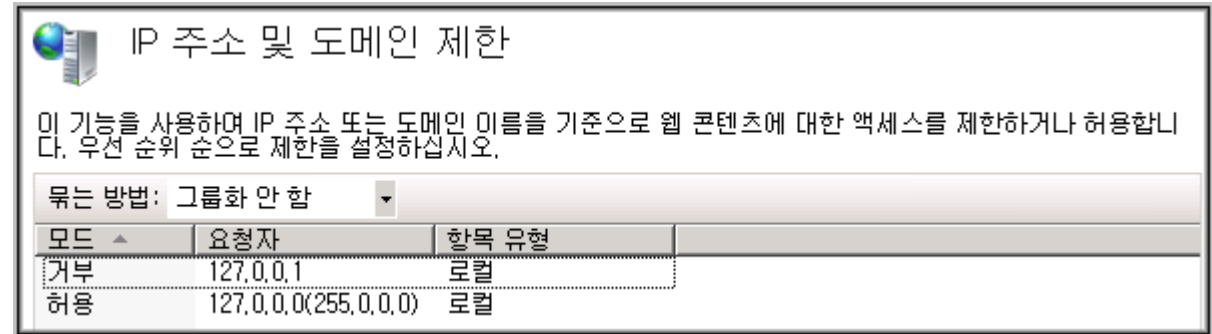 IP 주소 및 도메인 제한
이 기능을 사용하여 IP 주소 또는 도메인 이름을 기준으로 웹 콘텐츠에 대한 액세스를 제한하거나 허용합니
다. 우선 순위 순으로 제한을 설정하십시오.
묶는 방법: 그룹화 안 함
모드 요청자 항목 유형
거부 127.0.0.1 로컬
허용 127.0.0.0(255.0.0.0) 로컬